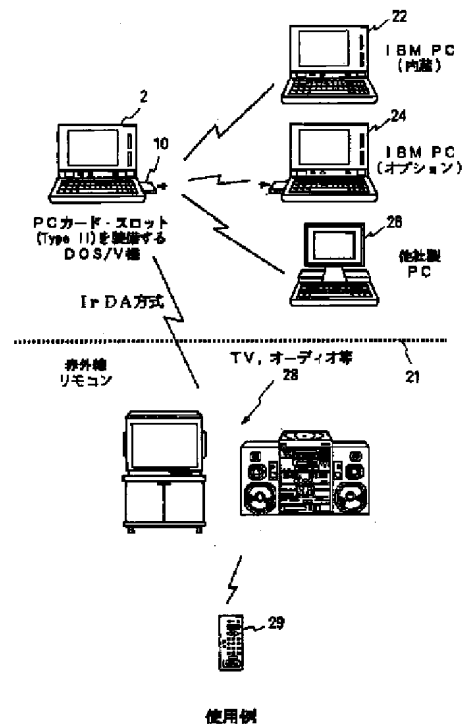 22
IBM PC
(内蔵)
2
10
24
IBM PC
(オプション)
PCカード・スロット
(Type II)を装備する
DOS/V機
26
他社製
PC
IrDA方式
赤外線
リモコン
TV, オーディオ等
28
21
29
使用例